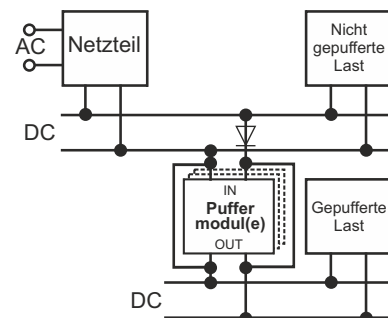 AC
Netzteil
Nicht
gepufferte
Last
DC
IN
Puffer
modul(e)
OUT
Gepufferte
Last
DC